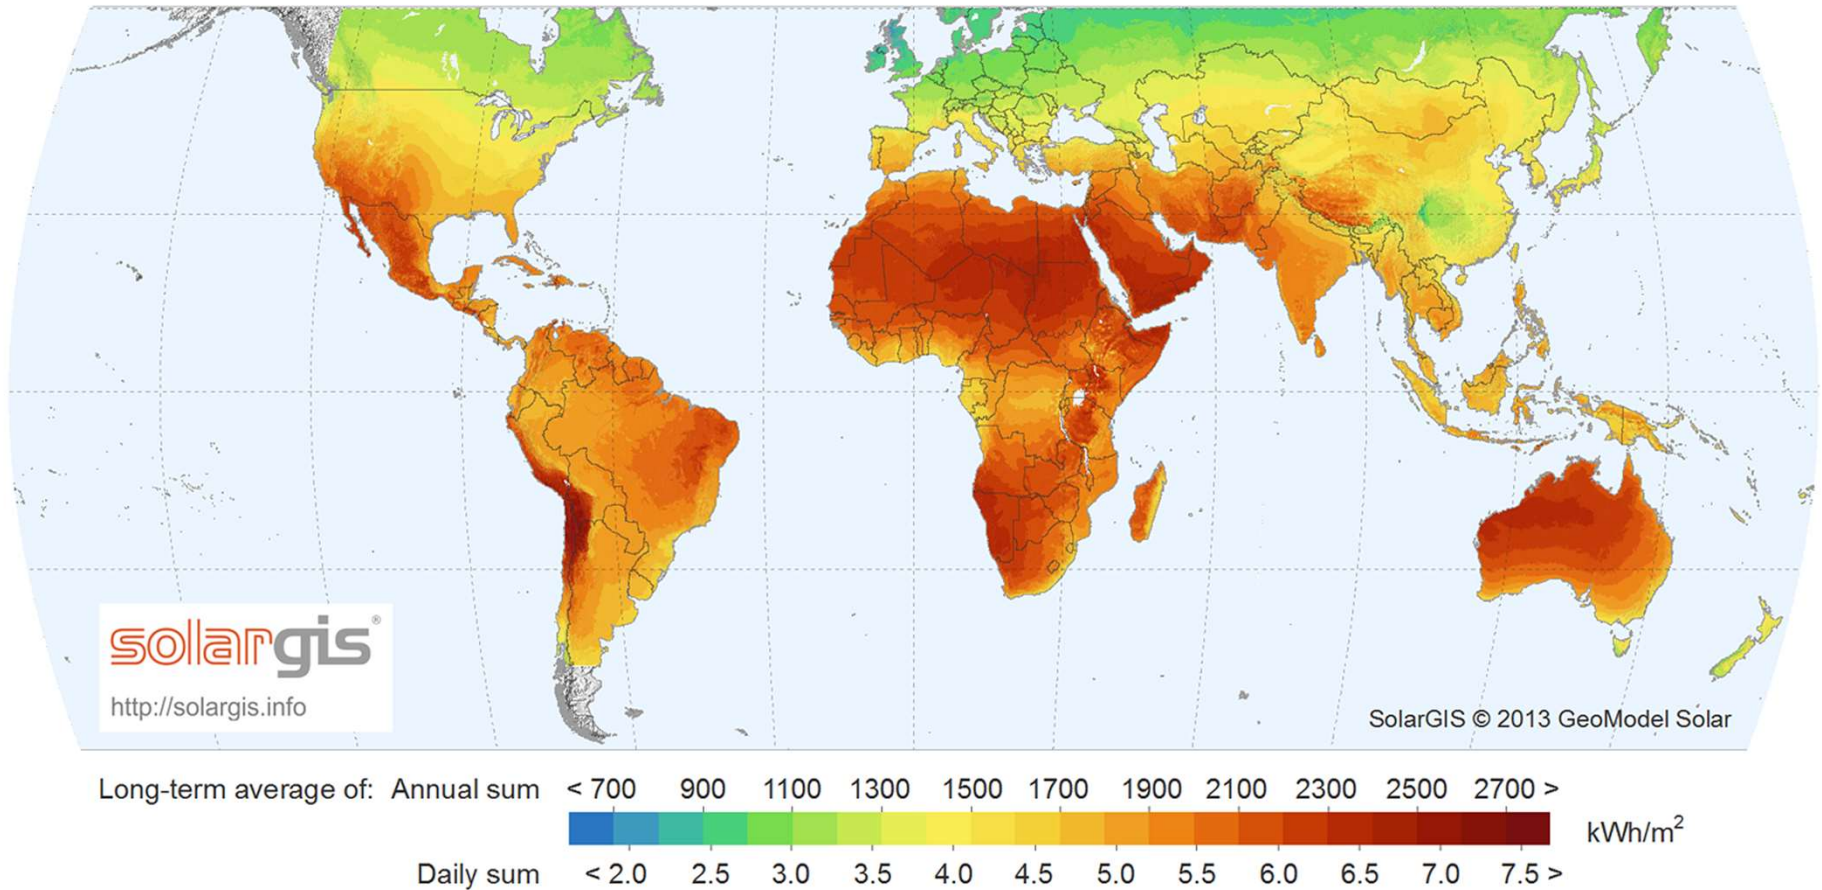 solargis®
http://solargis.info
SolarGIS © 2013 GeoModel Solar
Long-term average of: Annual sum < 700 900 1100 1300 1500 1700 1900 2100 2300 2500 2700 >
kWh/m²
Daily sum < 2.0 2.5 3.0 3.5 4.0 4.5 5.0 5.5 6.0 6.5 7.0 7.5 >